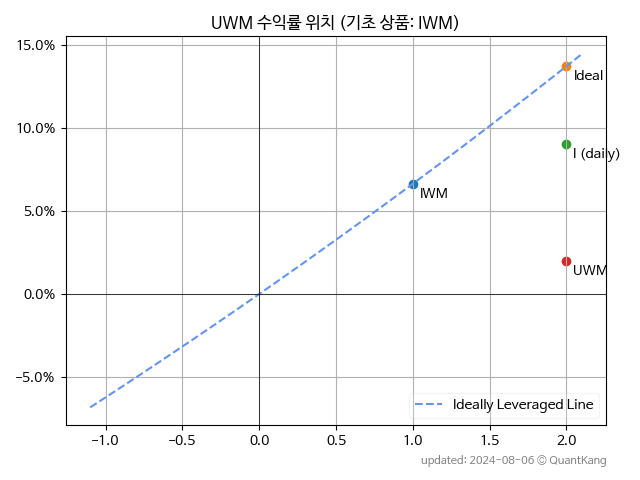 UWM 수익률 위치 (기초 상품: IWM)
15.0%
10.0%
5.0%
0.0%
−5.0%
Ideal
I (daily)
IWM
UWM
Ideally Leveraged Line
−1.0 −0.5 0.0 0.5 1.0 1.5 2.0
updated: 2024-08-06 ⓒ QuantKang